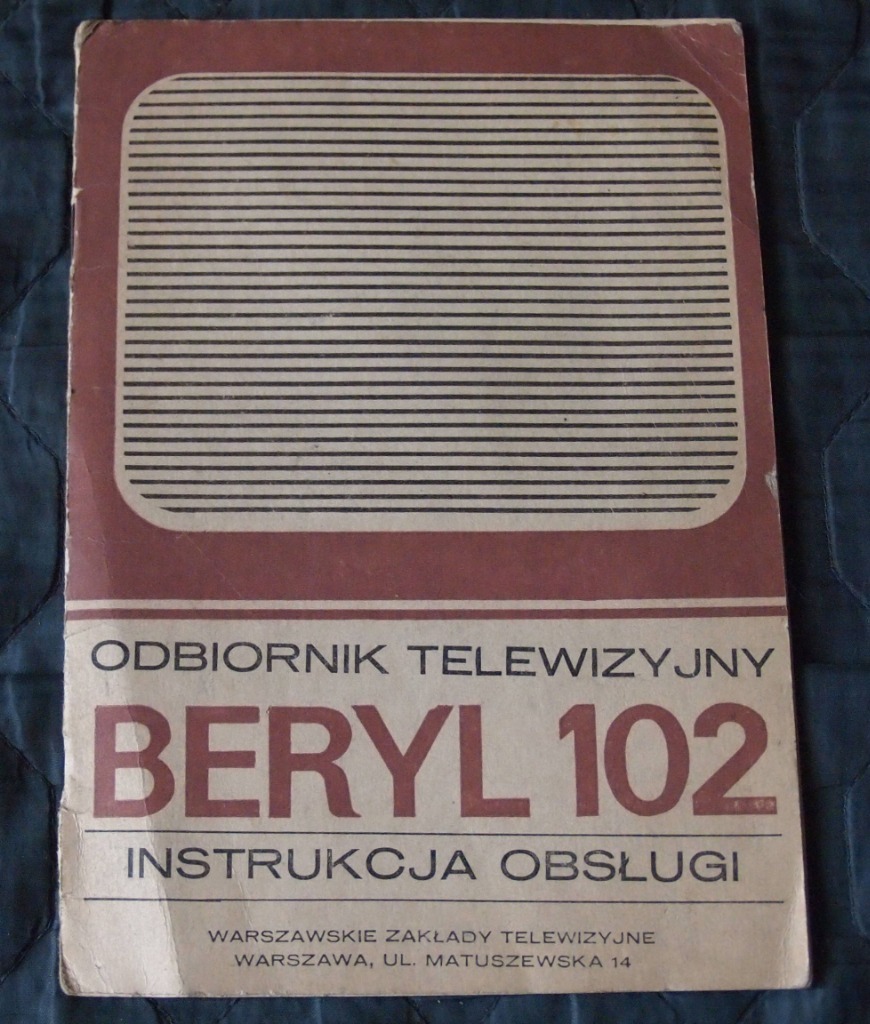 ODBIORNIK TELEWIZYJNY
BERYL 102
INSTRUKCJA OBSŁUGI
WARSZAWSKIE ZAKŁADY TELEWIZYJNE
WARSZAWA, UL. MATUSZEWSKA 14